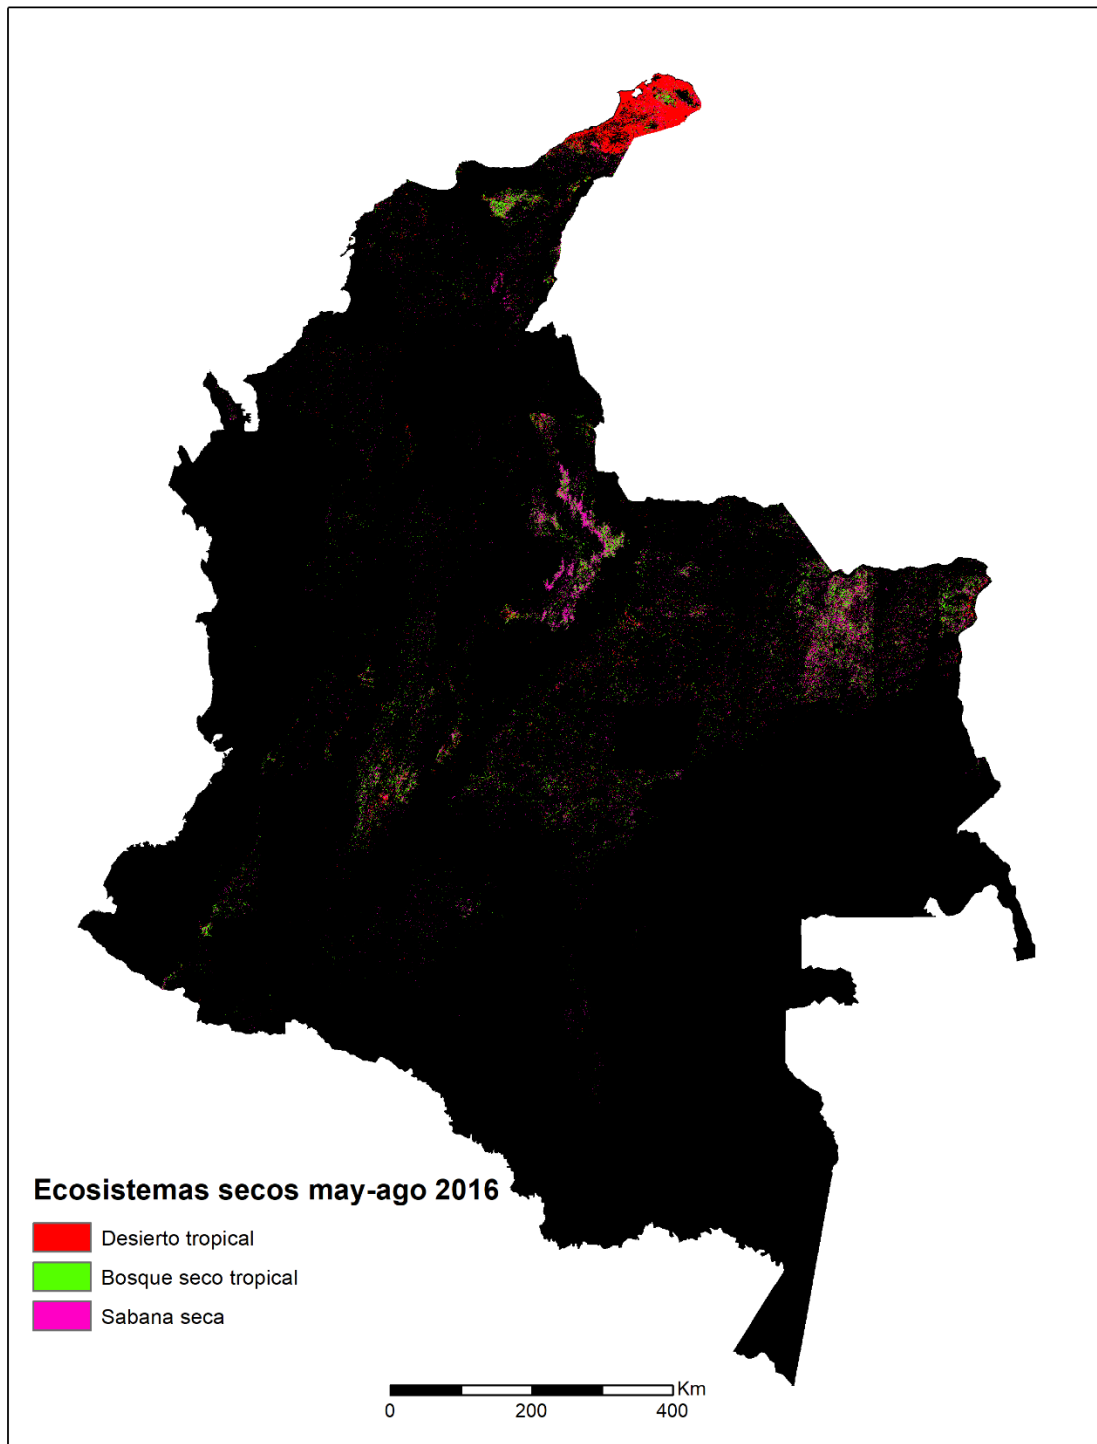 Ecosistemas secos may-ago 2016
Desierto tropical
Bosque seco tropical
Sabana seca
Km
0 200 400